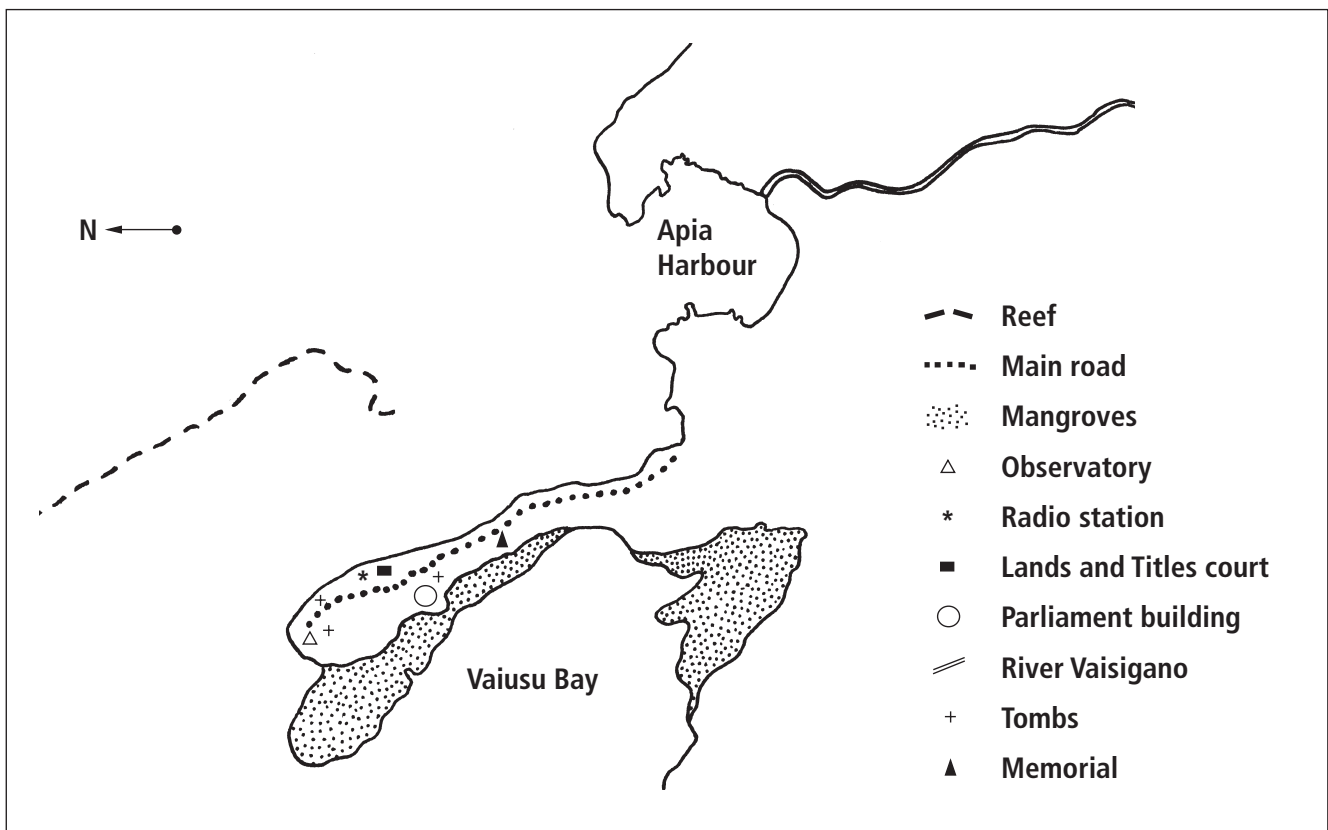 N
Apia
Harbour
Vaiusu Bay
Reef
Main road
Mangroves
Observatory
Radio station
Lands and Titles court
Parliament building
River Vaisigano
Tombs
Memorial